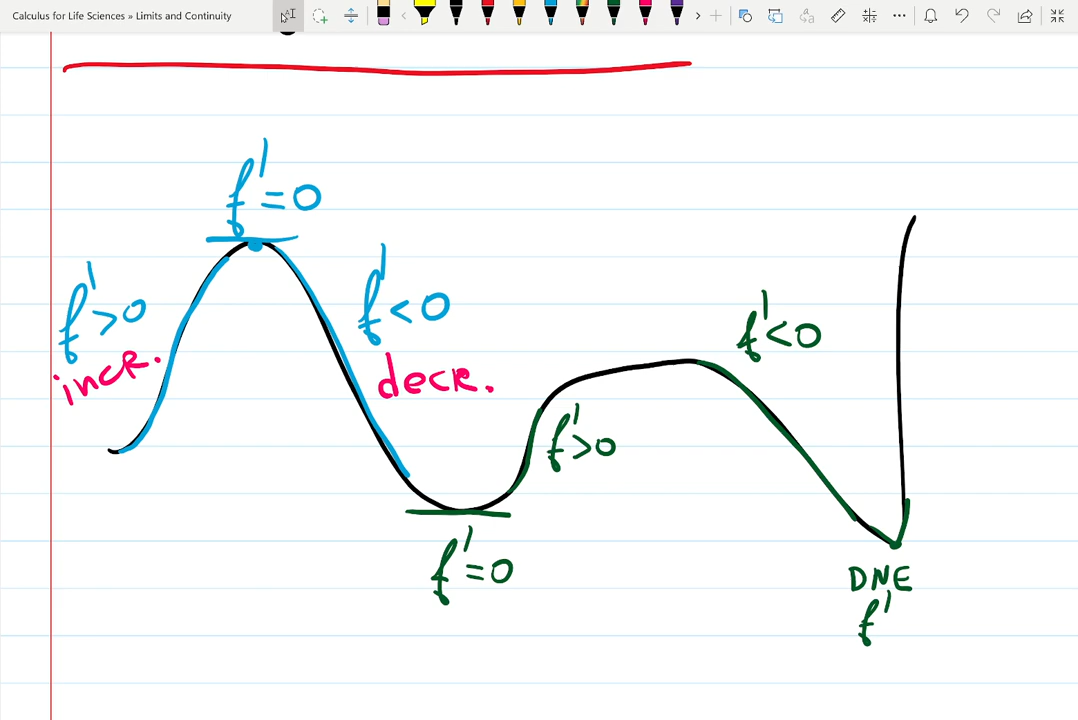 Calculus for Life Sciences » Limits and Continuity
f'=0
f'>0
incr.
f'<0
decr.
f'<0
f'>0
f'=0
DNE
f'